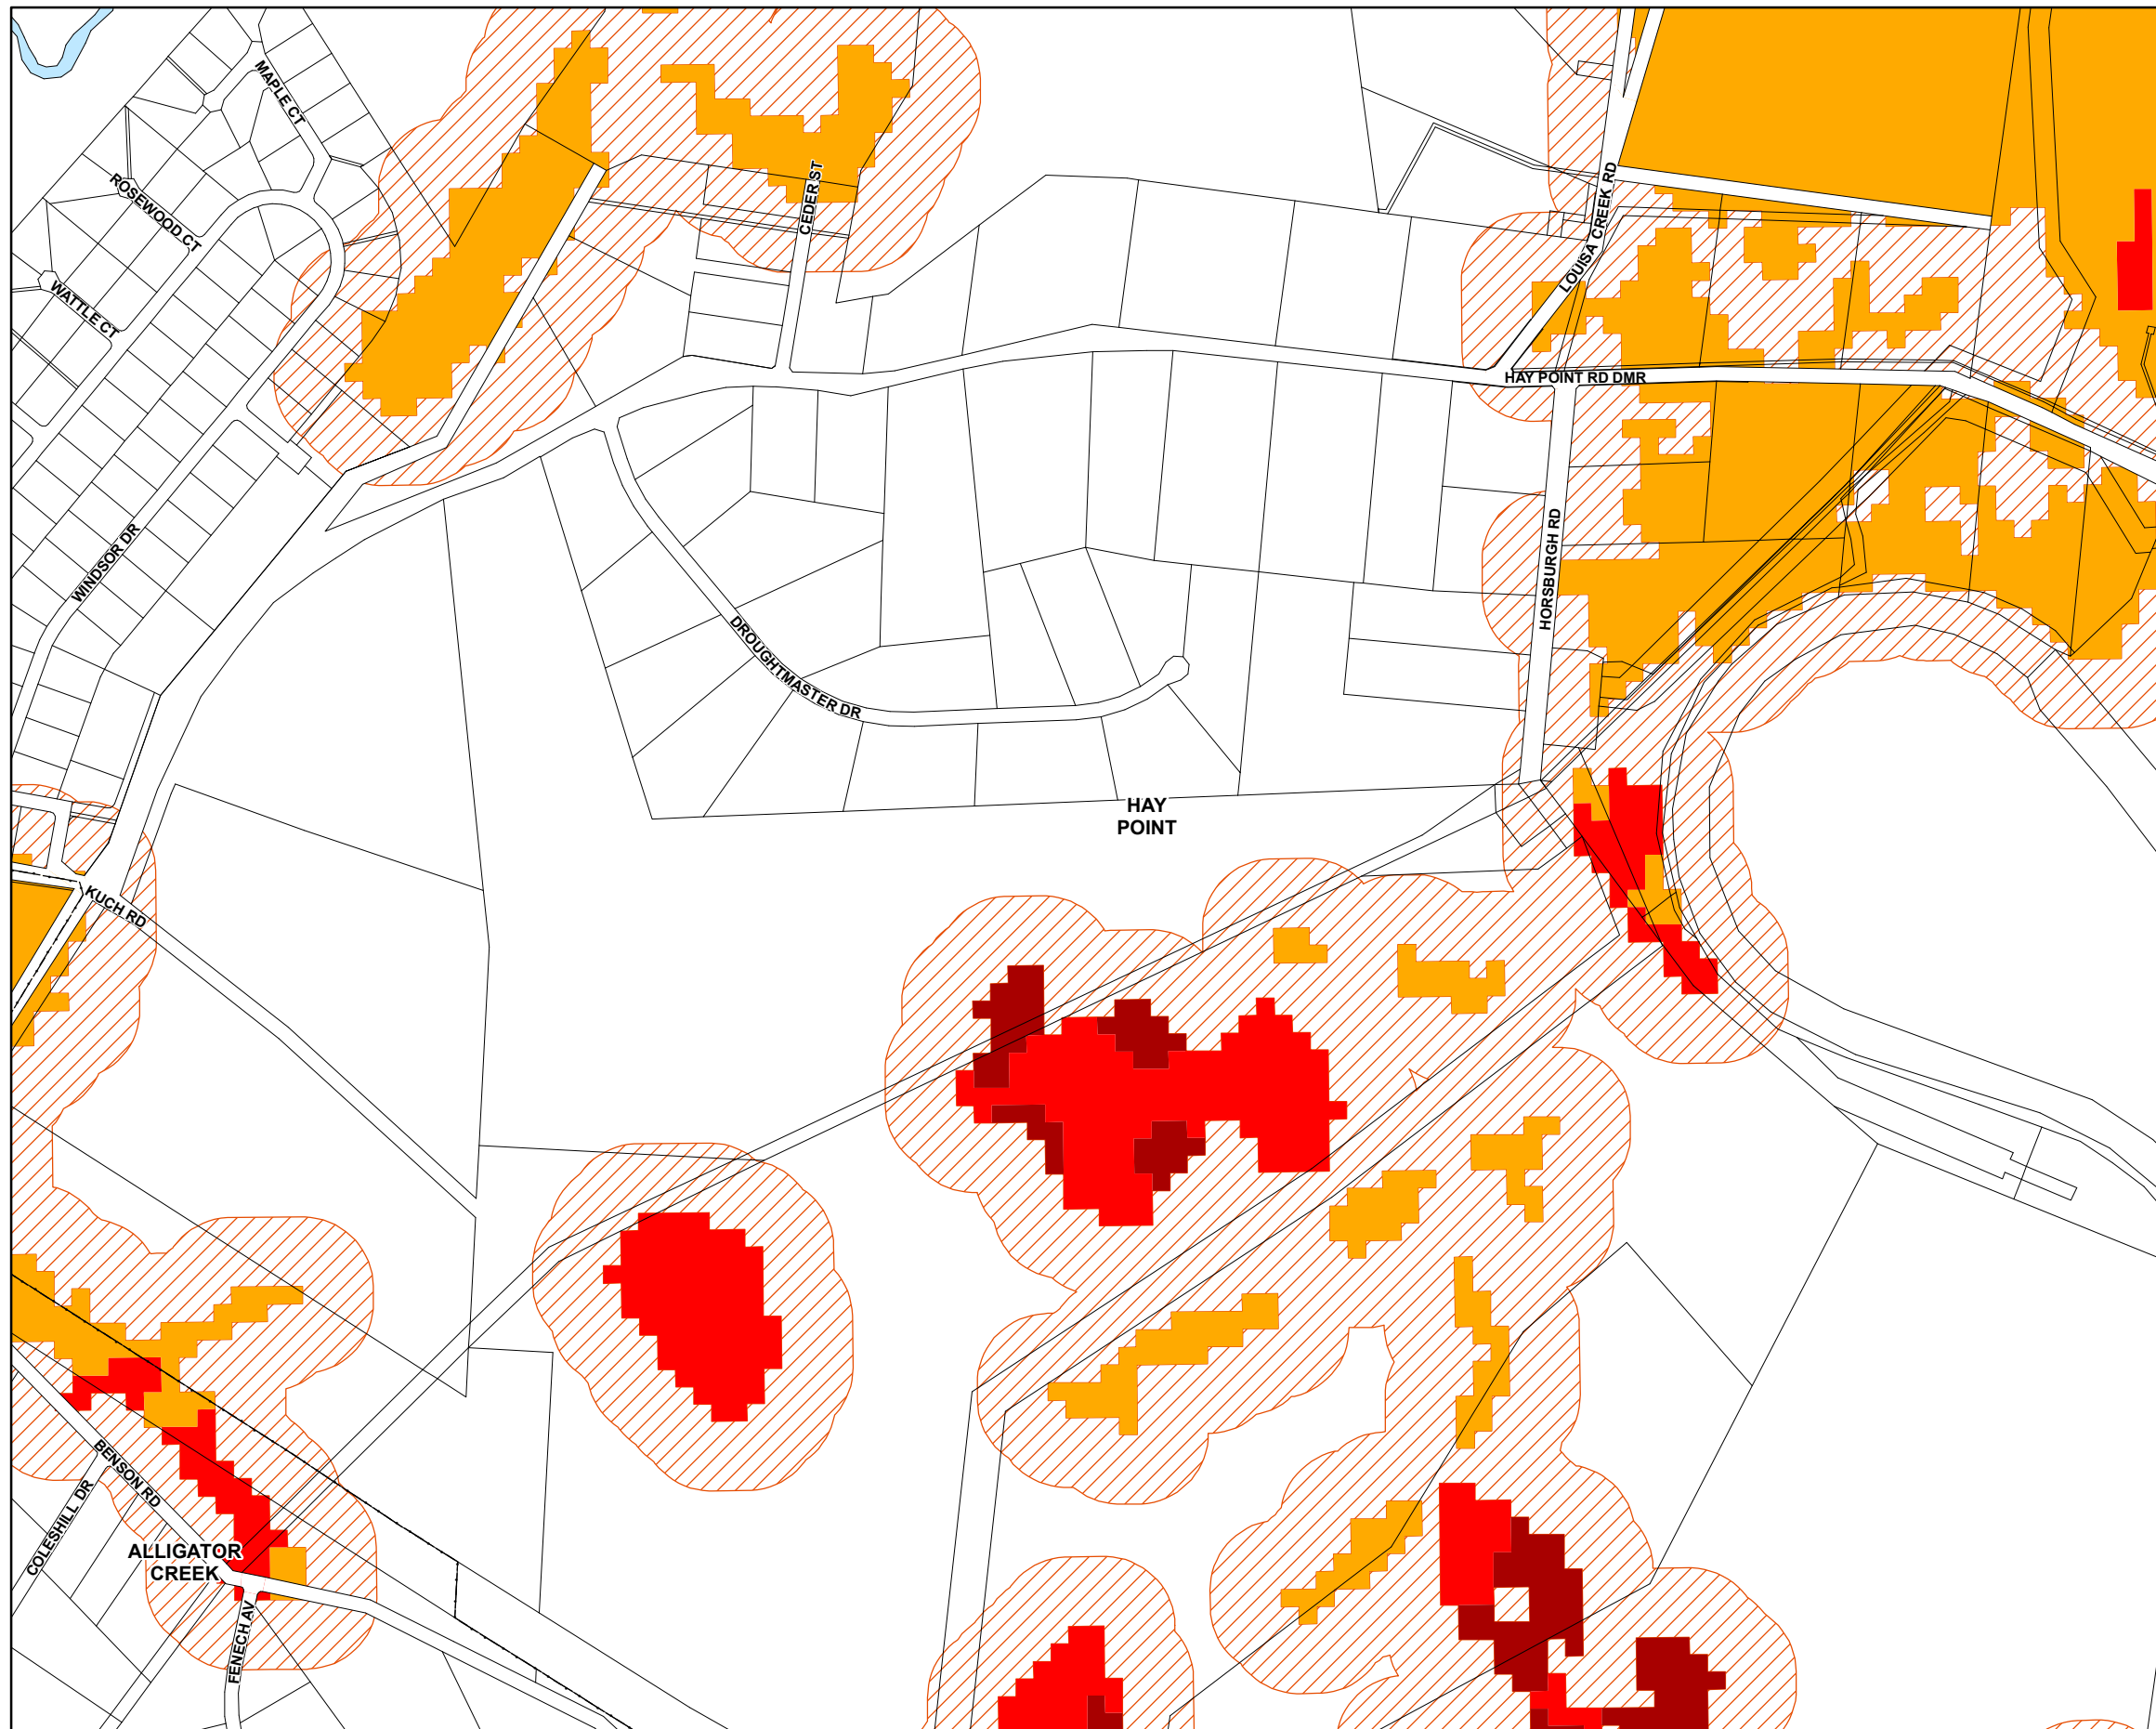 MAPLE CT
ROSEWOOD CT
CEDER ST
LOUISA CREEK RD
WATTLE CT
HAY POINT RD DMR
WINDSOR DR
HORSBURGH RD
DROUGHTMASTER DR
HAY
POINT
KUCH RD
BENSON RD
COLESHILL DR
ALLIGATOR
CREEK
FENECH AV